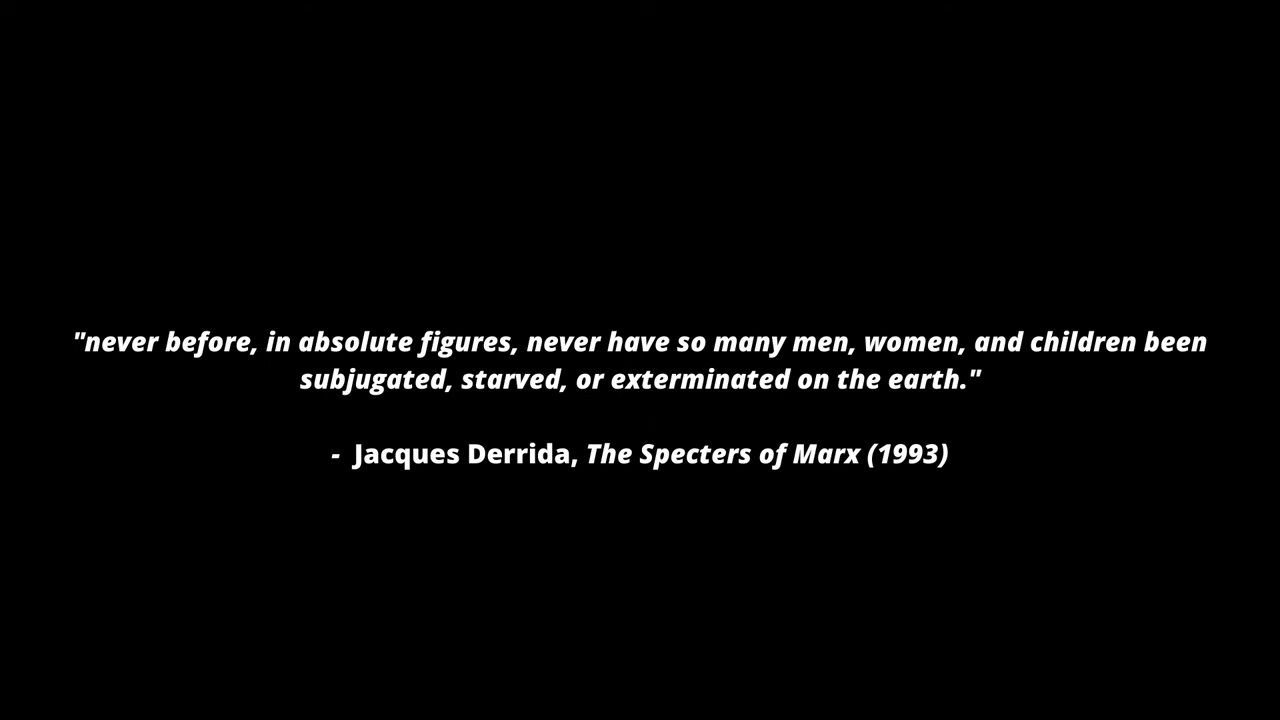 "never before, in absolute figures, never have so many men, women, and children been
subjugated, starved, or exterminated on the earth."
- Jacques Derrida, The Specters of Marx (1993)